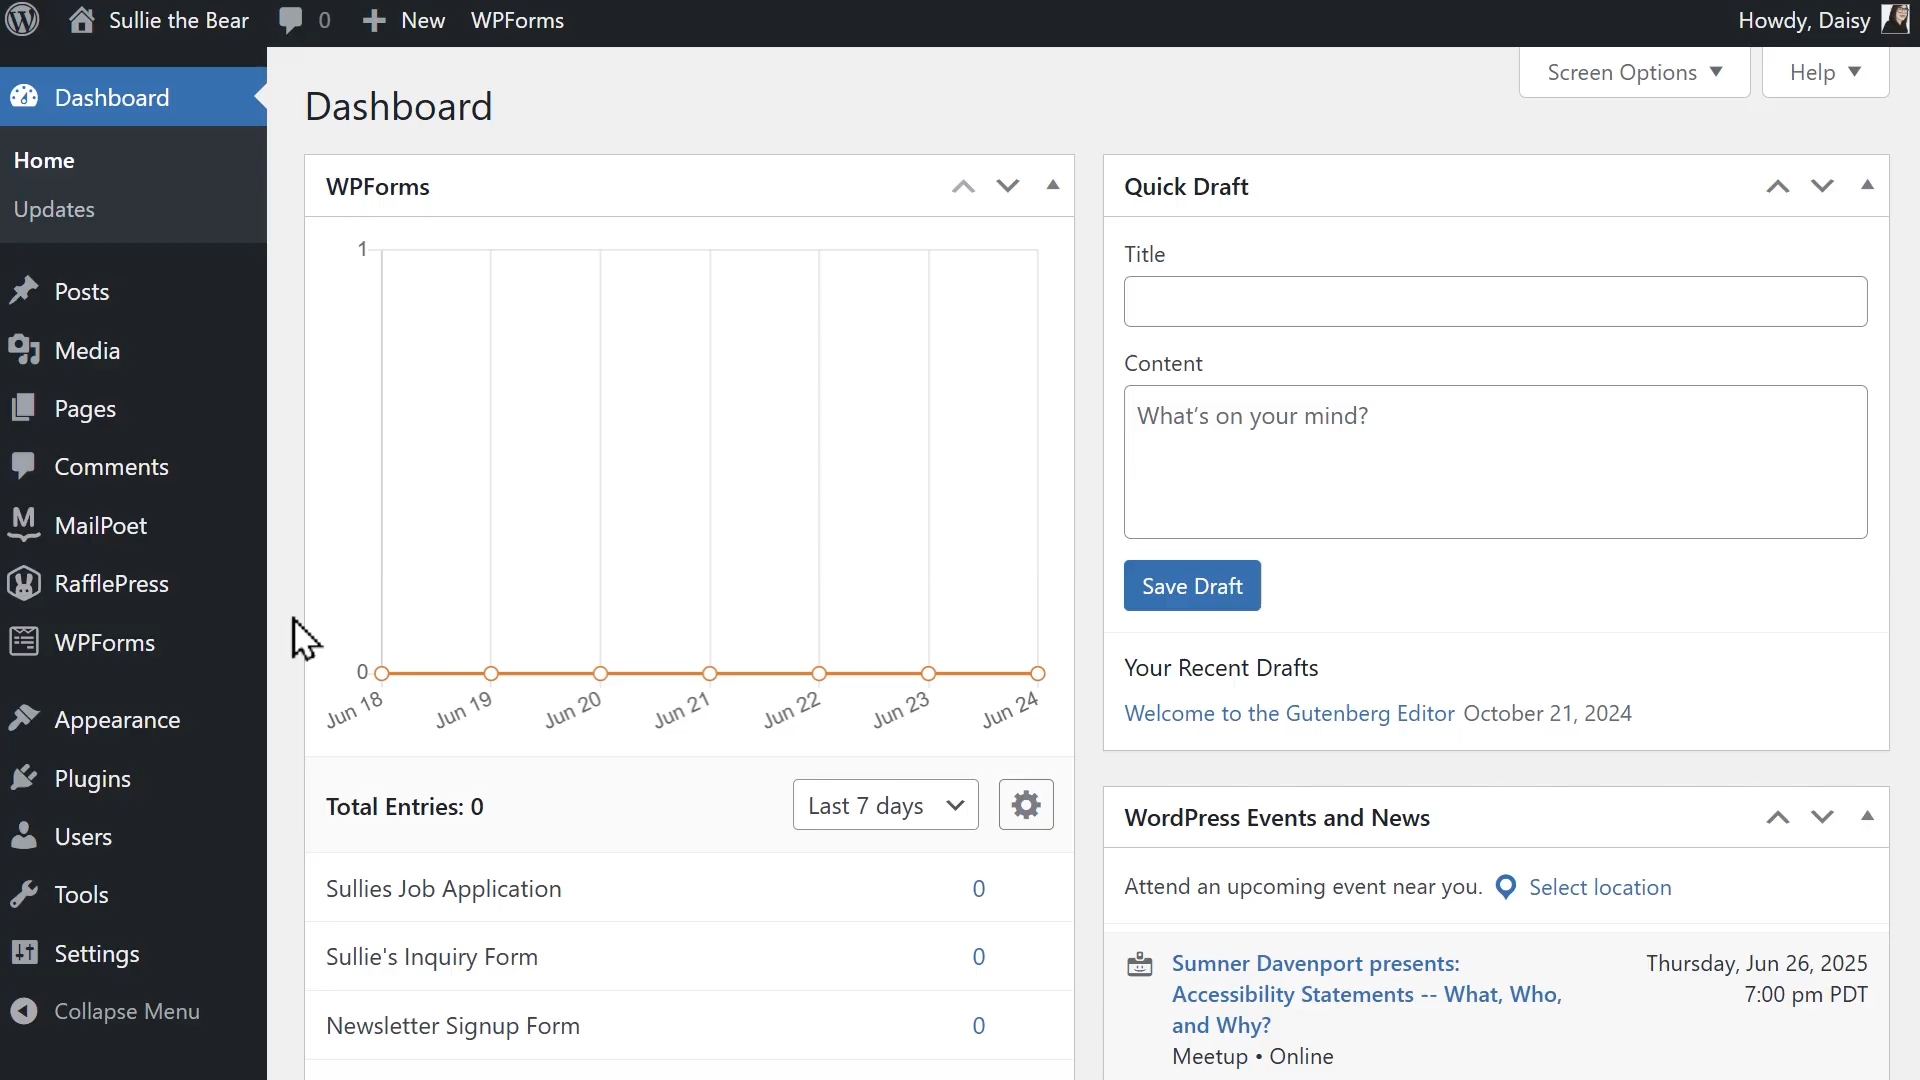 Sullie the Bear
0
New
WPForms
Howdy, Daisy
Dashboard
Home
Updates
Posts
Media
Pages
Comments
MailPoet
RafflePress
WPForms
Appearance
Plugins
Users
Tools
Settings
Collapse Menu
Screen Options
Help
Dashboard
WPForms
1
0
Jun 18
Jun 19
Jun 20
Jun 21
Jun 22
Jun 23
Jun 24
Total Entries: 0
Last 7 days
Sullies Job Application 0
Sullie's Inquiry Form 0
Newsletter Signup Form 0
Quick Draft
Title
Content
What's on your mind?
Save Draft
Your Recent Drafts
Welcome to the Gutenberg Editor October 21, 2024
WordPress Events and News
Attend an upcoming event near you. Select location
Sumner Davenport presents:
Accessibility Statements -- What, Who,
and Why?
Meetup • Online
Thursday, Jun 26, 2025
7:00 pm PDT